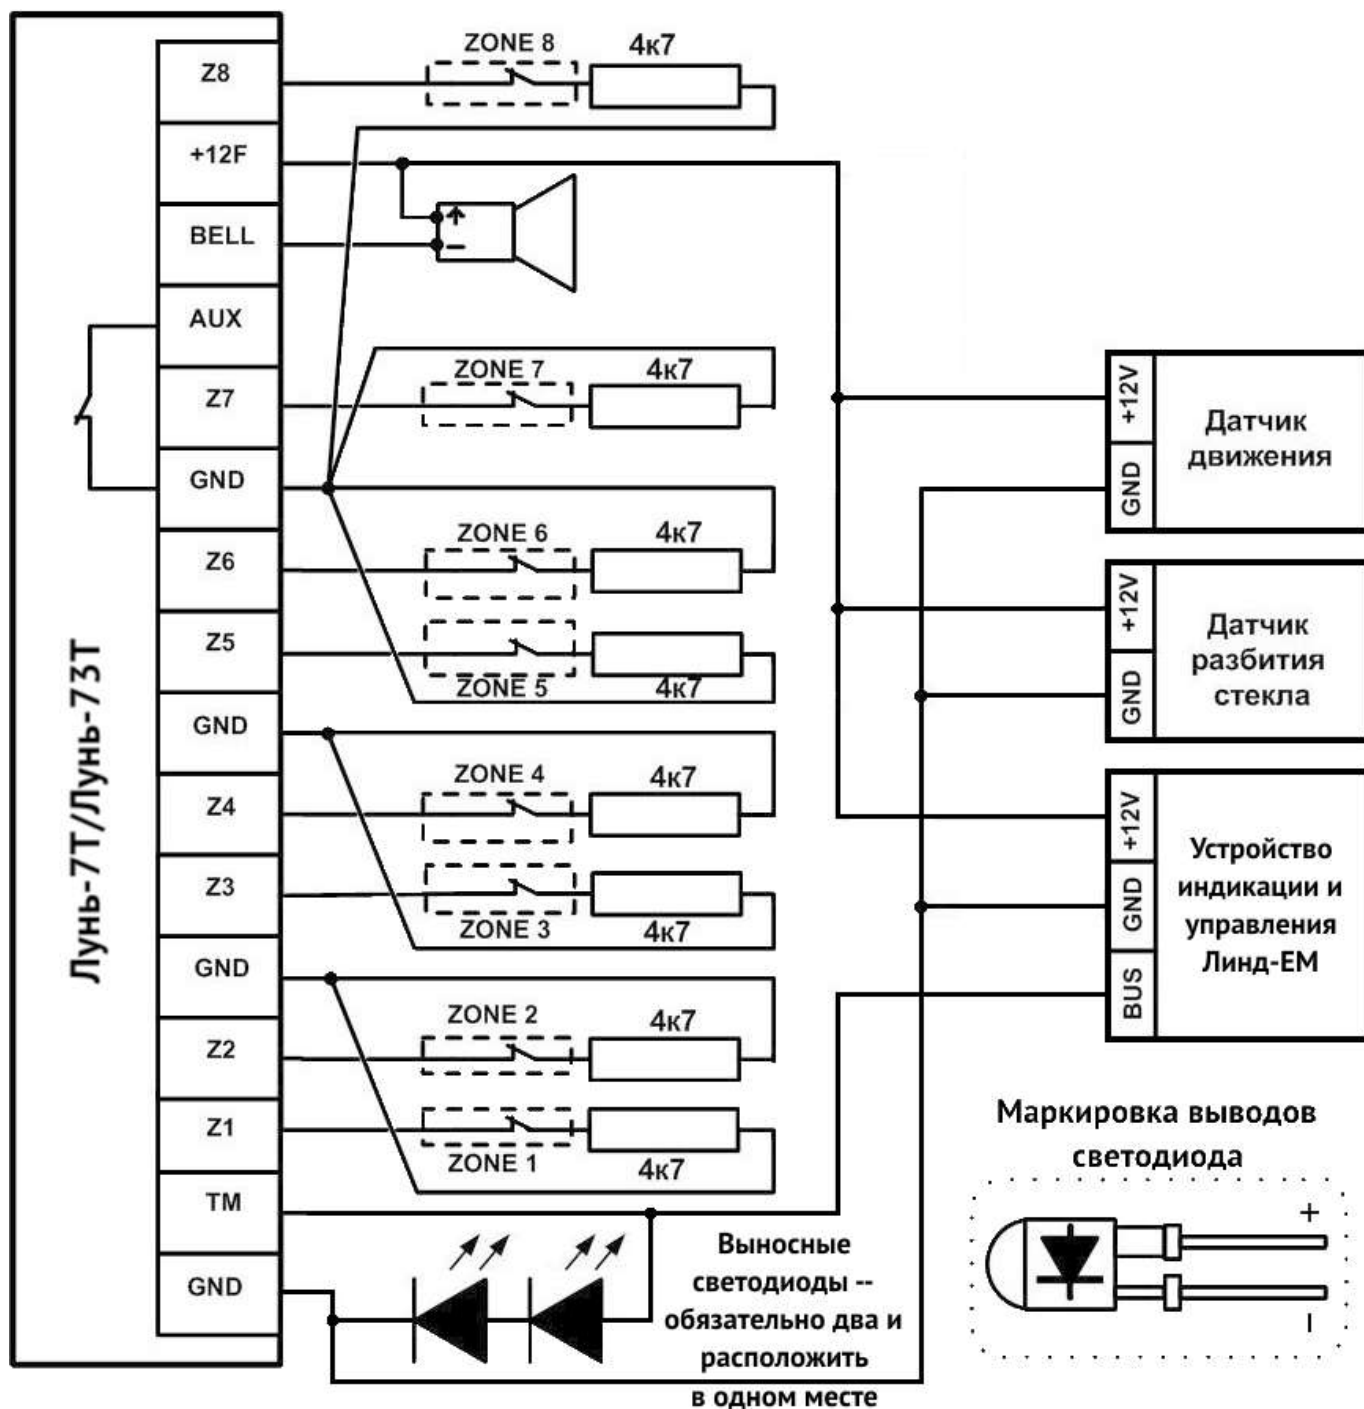 Лунь-7Т/Лунь-73Т
Z8
+12F
BELL
AUX
Z7
GND
Z6
Z5
GND
Z4
Z3
GND
Z2
Z1
TM
GND
ZONE 8
4к7
ZONE 7
4к7
ZONE 6
4к7
ZONE 5
4к7
ZONE 4
4к7
ZONE 3
4к7
ZONE 2
4к7
ZONE 1
4к7
–
+12V
GND
Датчик
движения
+12V
GND
Датчик
разбития
стекла
+12V
GND
BUS
Устройство
индикации и
управления
Линд-ЕМ
Выносные
светодиоды --
обязательно два и
расположить
в одном месте
Маркировка выводов
светодиода
+
–